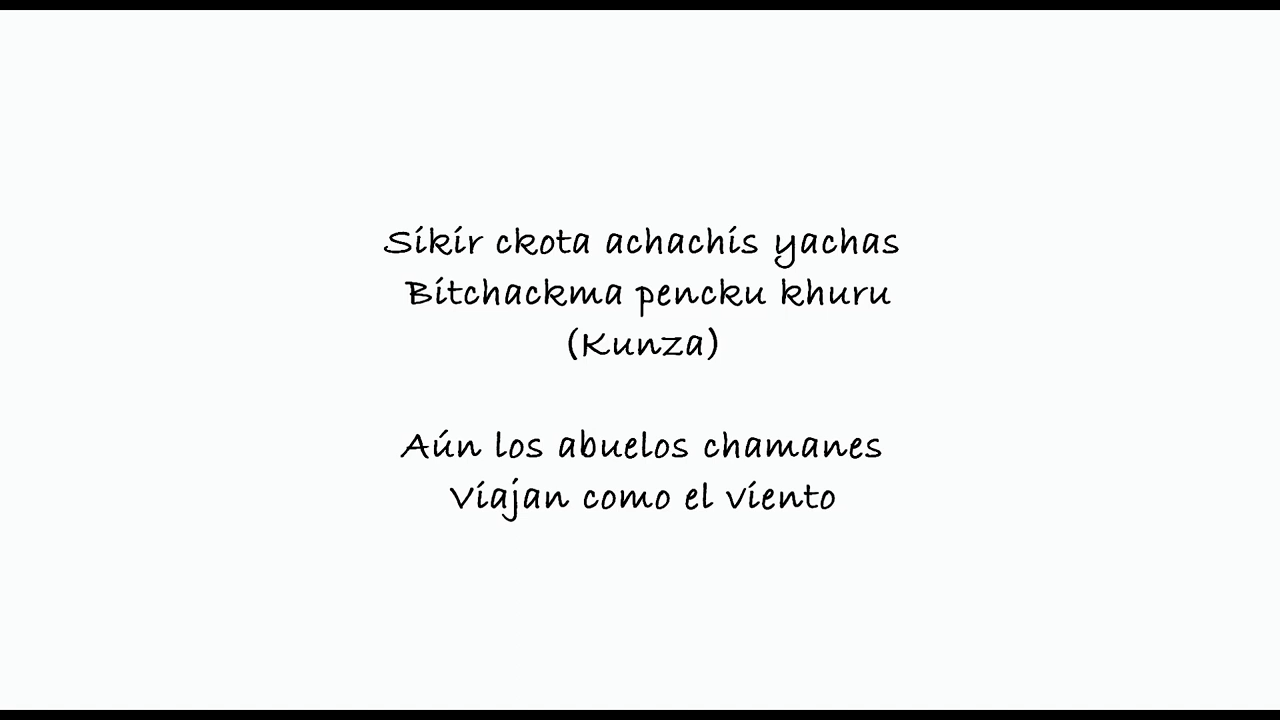 Sikir ckota achachis yachas
Bitchackma pencku khuru
(Kunza)
Aún los abuelos chamanes
Viajan como el viento